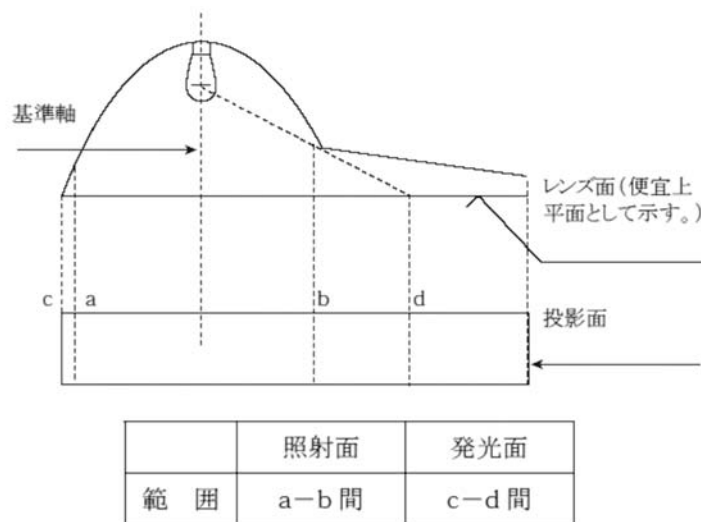 基準軸
レンズ面(便宜上
平面として示す。)
c a b d
投影面
照射面 発光面
範 囲 a－b 間 c－d 間